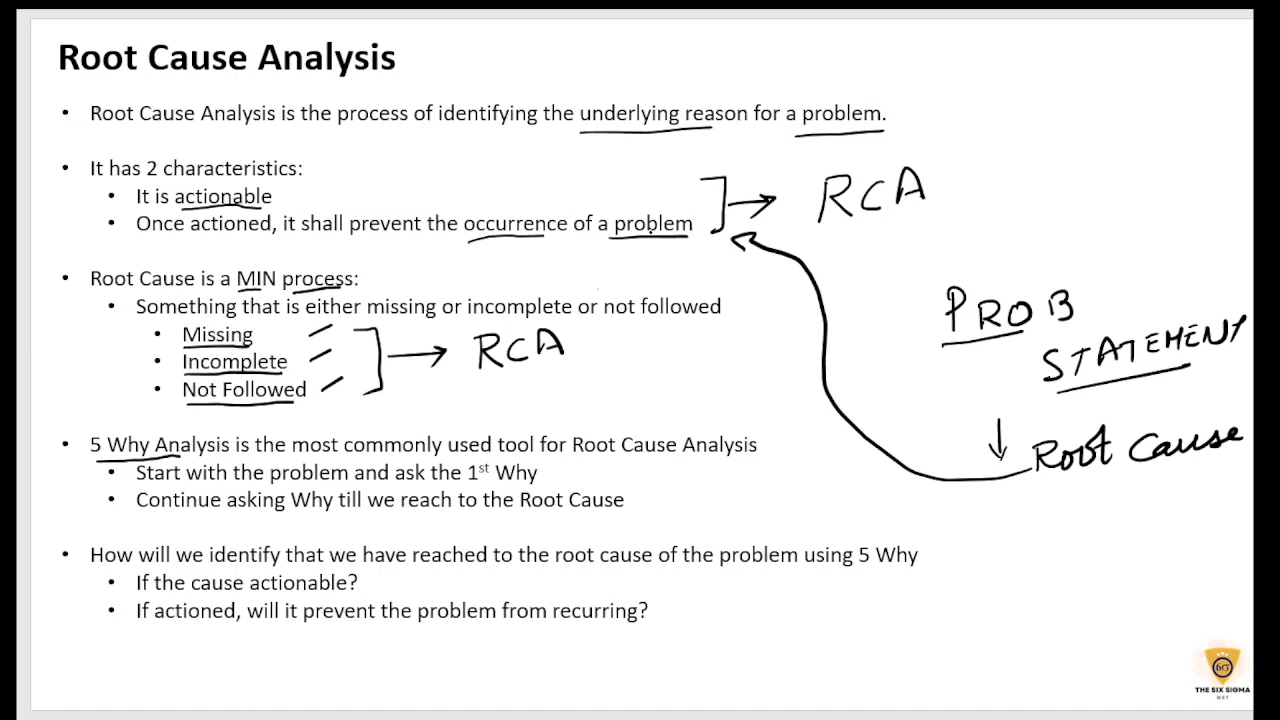 Root Cause Analysis
• Root Cause Analysis is the process of identifying the underlying reason for a problem.
• It has 2 characteristics:
• It is actionable
• Once actioned, it shall prevent the occurrence of a problem
RCA
• Root Cause is a MIN process:
• Something that is either missing or incomplete or not followed
• Missing
• Incomplete
• Not Followed
RCA
PROB
STATEMENT
Root Cause
• 5 Why Analysis is the most commonly used tool for Root Cause Analysis
• Start with the problem and ask the 1st Why
• Continue asking Why till we reach to the Root Cause
• How will we identify that we have reached to the root cause of the problem using 5 Why
• If the cause actionable?
• If actioned, will it prevent the problem from recurring?
6σ
THE SIX SIGMA
WAY